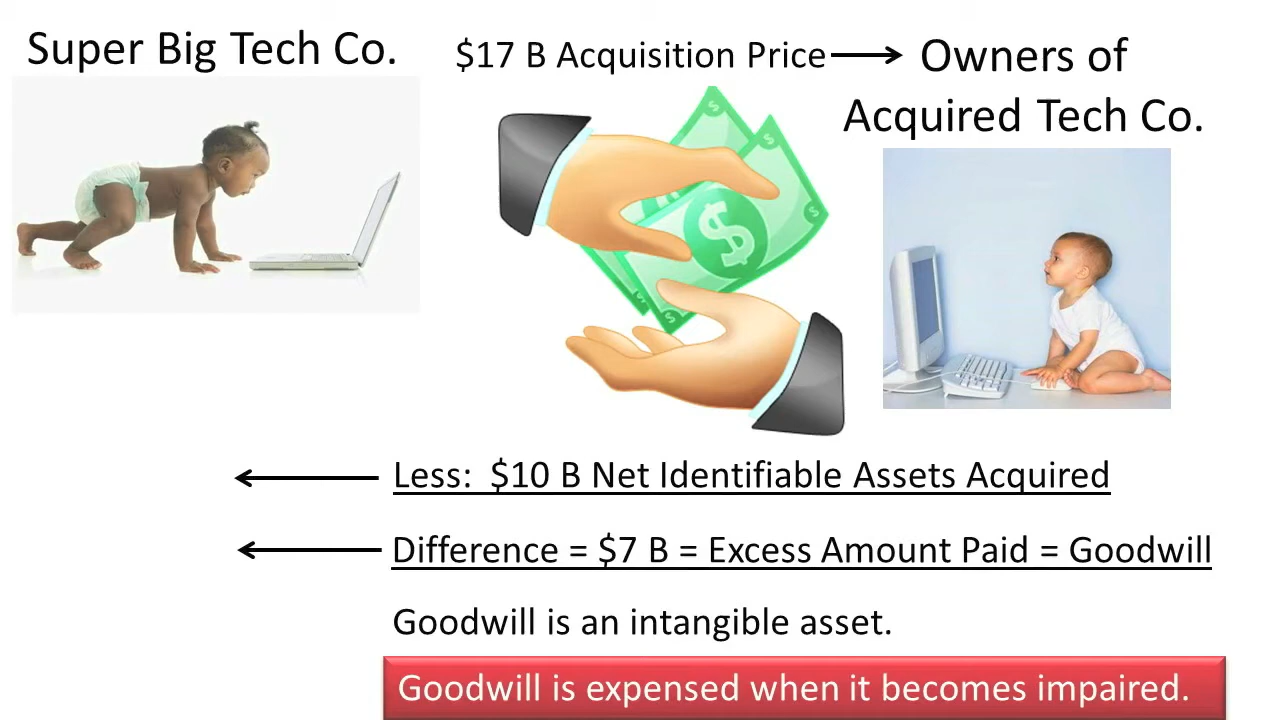 Super Big Tech Co.
$17 B Acquisition Price
Owners of
Acquired Tech Co.
Less:  $10 B Net Identifiable Assets Acquired
Difference = $7 B = Excess Amount Paid = Goodwill
Goodwill is an intangible asset.
Goodwill is expensed when it becomes impaired.